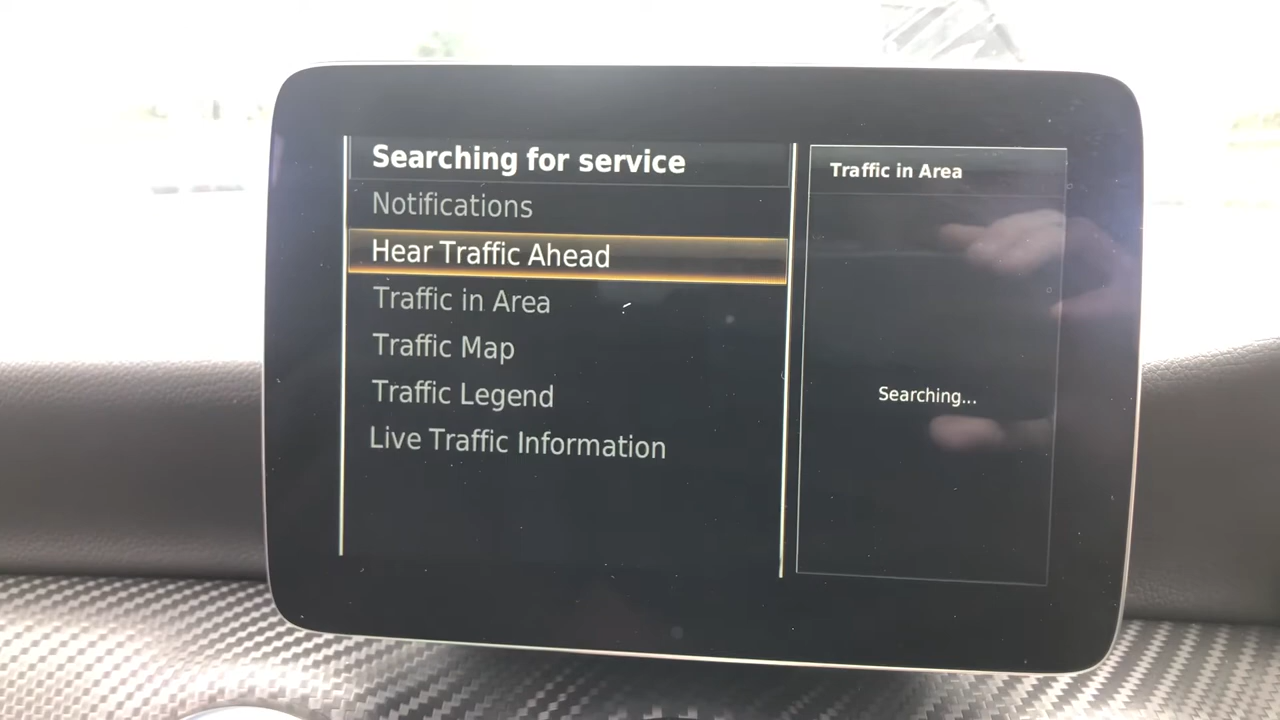 Searching for service
Notifications
Hear Traffic Ahead
Traffic in Area
Traffic Map
Traffic Legend
Live Traffic Information
Traffic in Area
Searching...